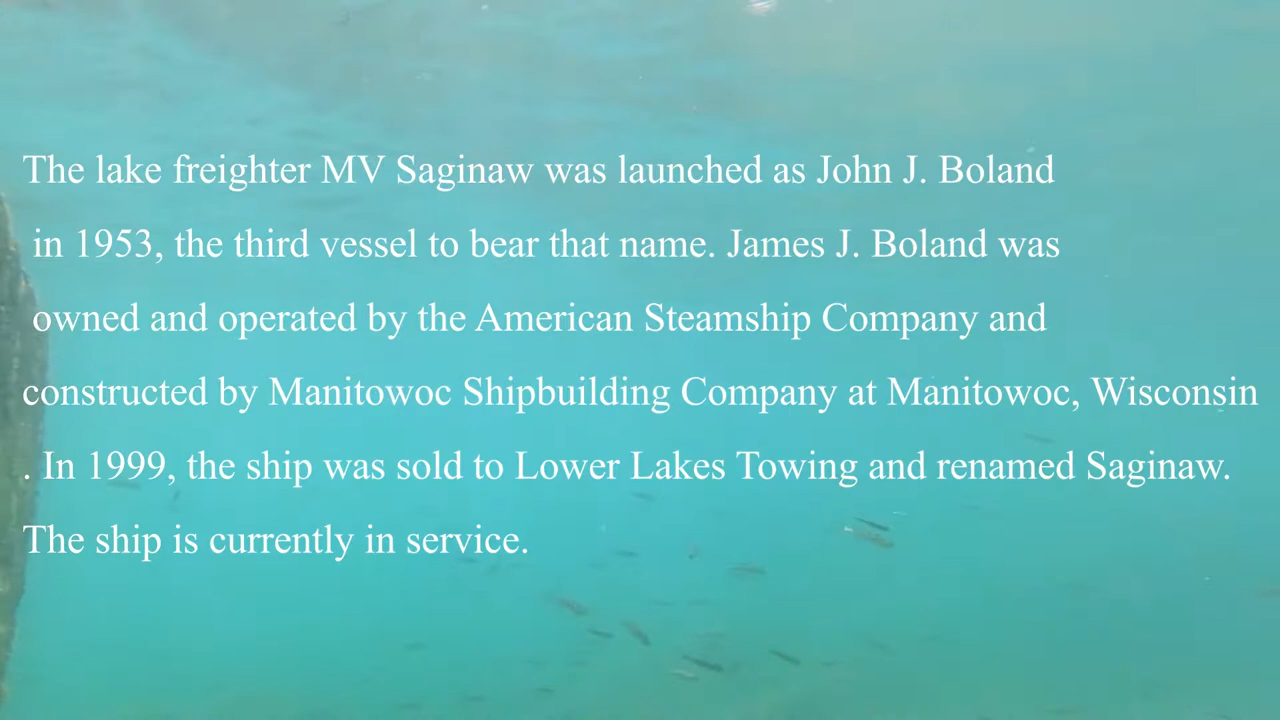 The lake freighter MV Saginaw was launched as John J. Boland
in 1953, the third vessel to bear that name. James J. Boland was
owned and operated by the American Steamship Company and
constructed by Manitowoc Shipbuilding Company at Manitowoc, Wisconsin
. In 1999, the ship was sold to Lower Lakes Towing and renamed Saginaw.
The ship is currently in service.